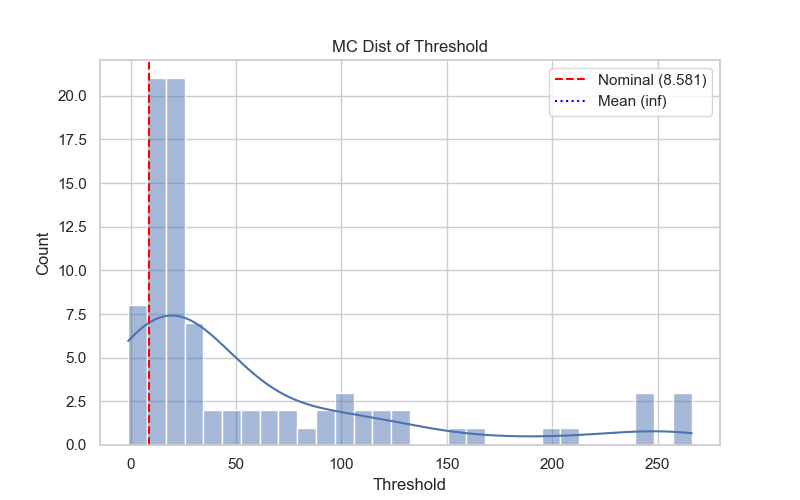 MC Dist of Threshold
Nominal (8.581)
Mean (inf)
20.0
17.5
15.0
12.5
10.0
7.5
5.0
2.5
0.0
Count
0 50 100 150 200 250
Threshold